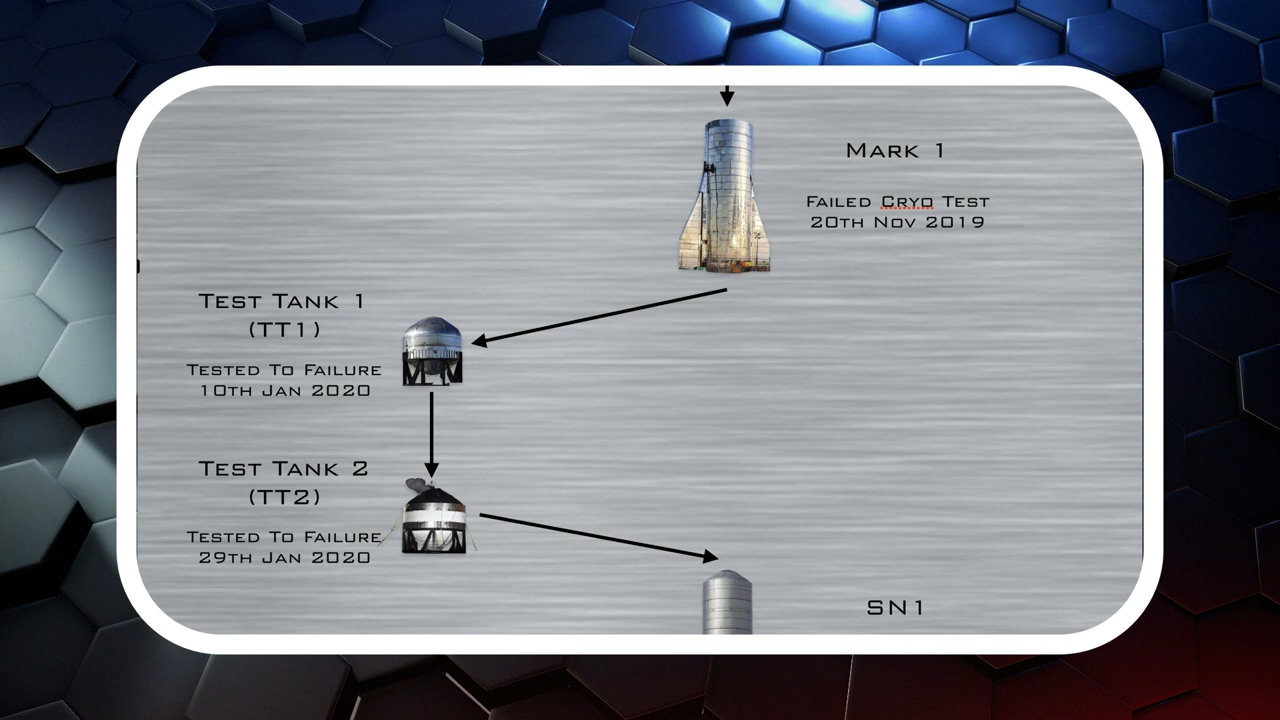 Mark 1
Failed Cryo Test
20th Nov 2019
Test Tank 1
(TT1)
Tested To Failure
10th Jan 2020
Test Tank 2
(TT2)
Tested To Failure
29th Jan 2020
SN1